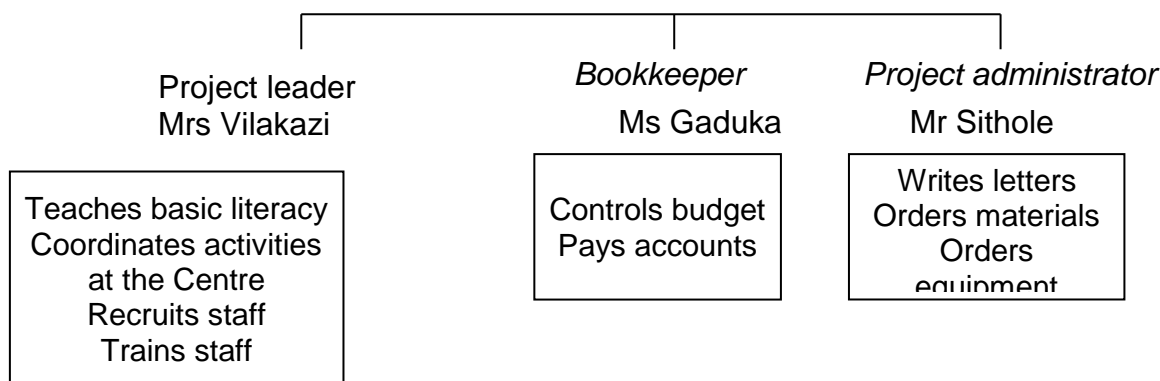 Project leader
Mrs Vilakazi
Teaches basic literacy
Coordinates activities
at the Centre
Recruits staff
Trains staff
Bookkeeper
Ms Gaduka
Controls budget
Pays accounts
Project administrator
Mr Sithole
Writes letters
Orders materials
Orders
equipment